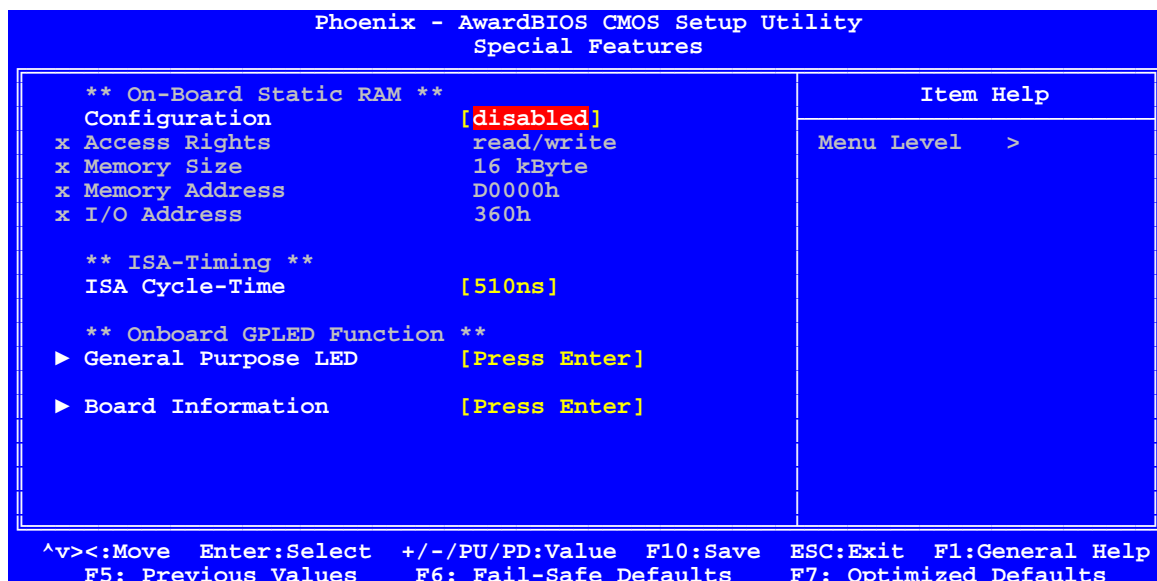 Phoenix - AwardBIOS CMOS Setup Utility
Special Features
** On-Board Static RAM **
Configuration [disabled]
x Access Rights read/write
x Memory Size 16 kByte
x Memory Address D0000h
x I/O Address 360h
** ISA-Timing **
ISA Cycle-Time [510ns]
** Onboard GPLED Function **
► General Purpose LED [Press Enter]
► Board Information [Press Enter]
Item Help
Menu Level >
^v><:Move Enter:Select +/-/PU/PD:Value F10:Save ESC:Exit F1:General Help
F5: Previous Values F6: Fail-Safe Defaults F7: Optimized Defaults